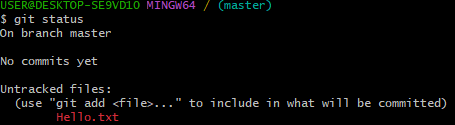 USER@DESKTOP-SE9VD1O MINGW64 / (master)
$ git status
On branch master
No commits yet
Untracked files:
(use "git add <file>..." to include in what will be committed)
Hello.txt